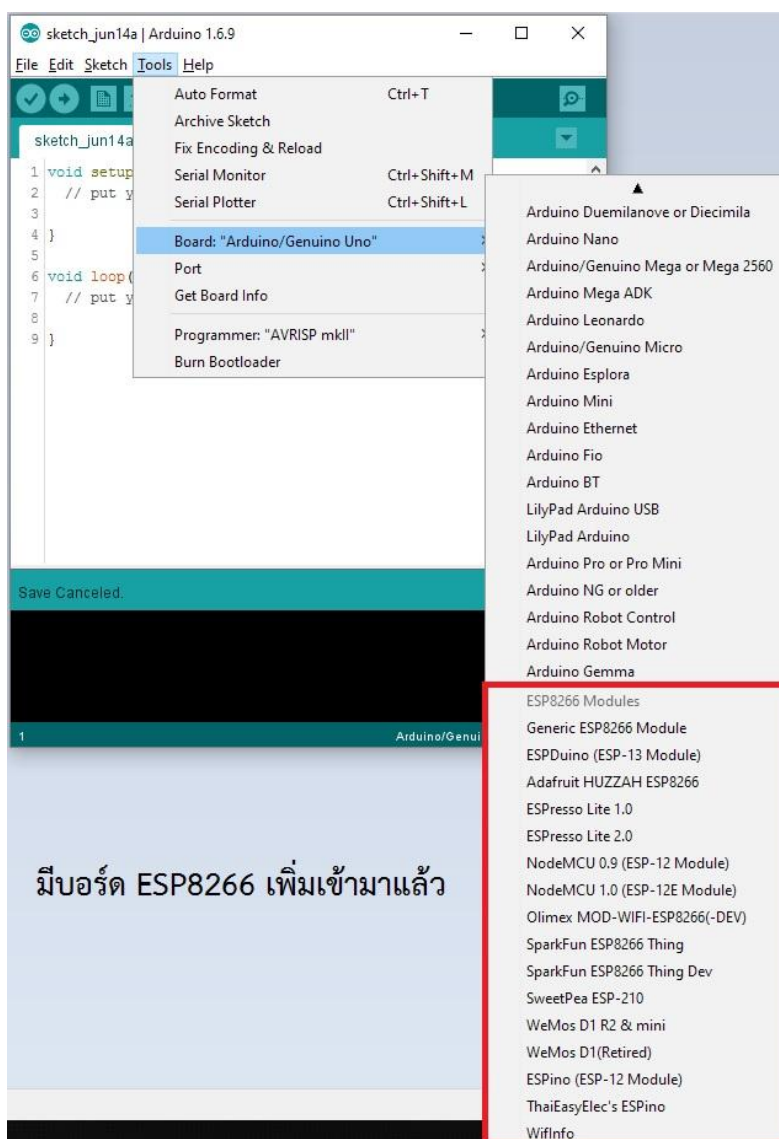 sketch_jun14a | Arduino 1.6.9
File Edit Sketch Tools Help
sketch_jun14a
1 void setup
2 // put y
3
4 }
5
6 void loop(
7 // put y
8
9 }
Auto Format Ctrl+T
Archive Sketch
Fix Encoding & Reload
Serial Monitor Ctrl+Shift+M
Serial Plotter Ctrl+Shift+L
Board: "Arduino/Genuino Uno"
Port
Get Board Info
Programmer: "AVRISP mkII"
Burn Bootloader
Arduino Duemilanove or Diecimila
Arduino Nano
Arduino/Genuino Mega or Mega 2560
Arduino Mega ADK
Arduino Leonardo
Arduino/Genuino Micro
Arduino Esplora
Arduino Mini
Arduino Ethernet
Arduino Fio
Arduino BT
LilyPad Arduino USB
LilyPad Arduino
Arduino Pro or Pro Mini
Arduino NG or older
Arduino Robot Control
Arduino Robot Motor
Arduino Gemma
ESP8266 Modules
Generic ESP8266 Module
ESPDuino (ESP-13 Module)
Adafruit HUZZAH ESP8266
ESPresso Lite 1.0
ESPresso Lite 2.0
NodeMCU 0.9 (ESP-12 Module)
NodeMCU 1.0 (ESP-12E Module)
Olimex MOD-WIFI-ESP8266(-DEV)
SparkFun ESP8266 Thing
SparkFun ESP8266 Thing Dev
SweetPea ESP-210
WeMos D1 R2 & mini
WeMos D1(Retired)
ESPino (ESP-12 Module)
ThaiEasyElec's ESPino
WifInfo
Save Canceled.
1 Arduino/Genui
มีบอร์ด ESP8266 เพิ่มเข้ามาแล้ว